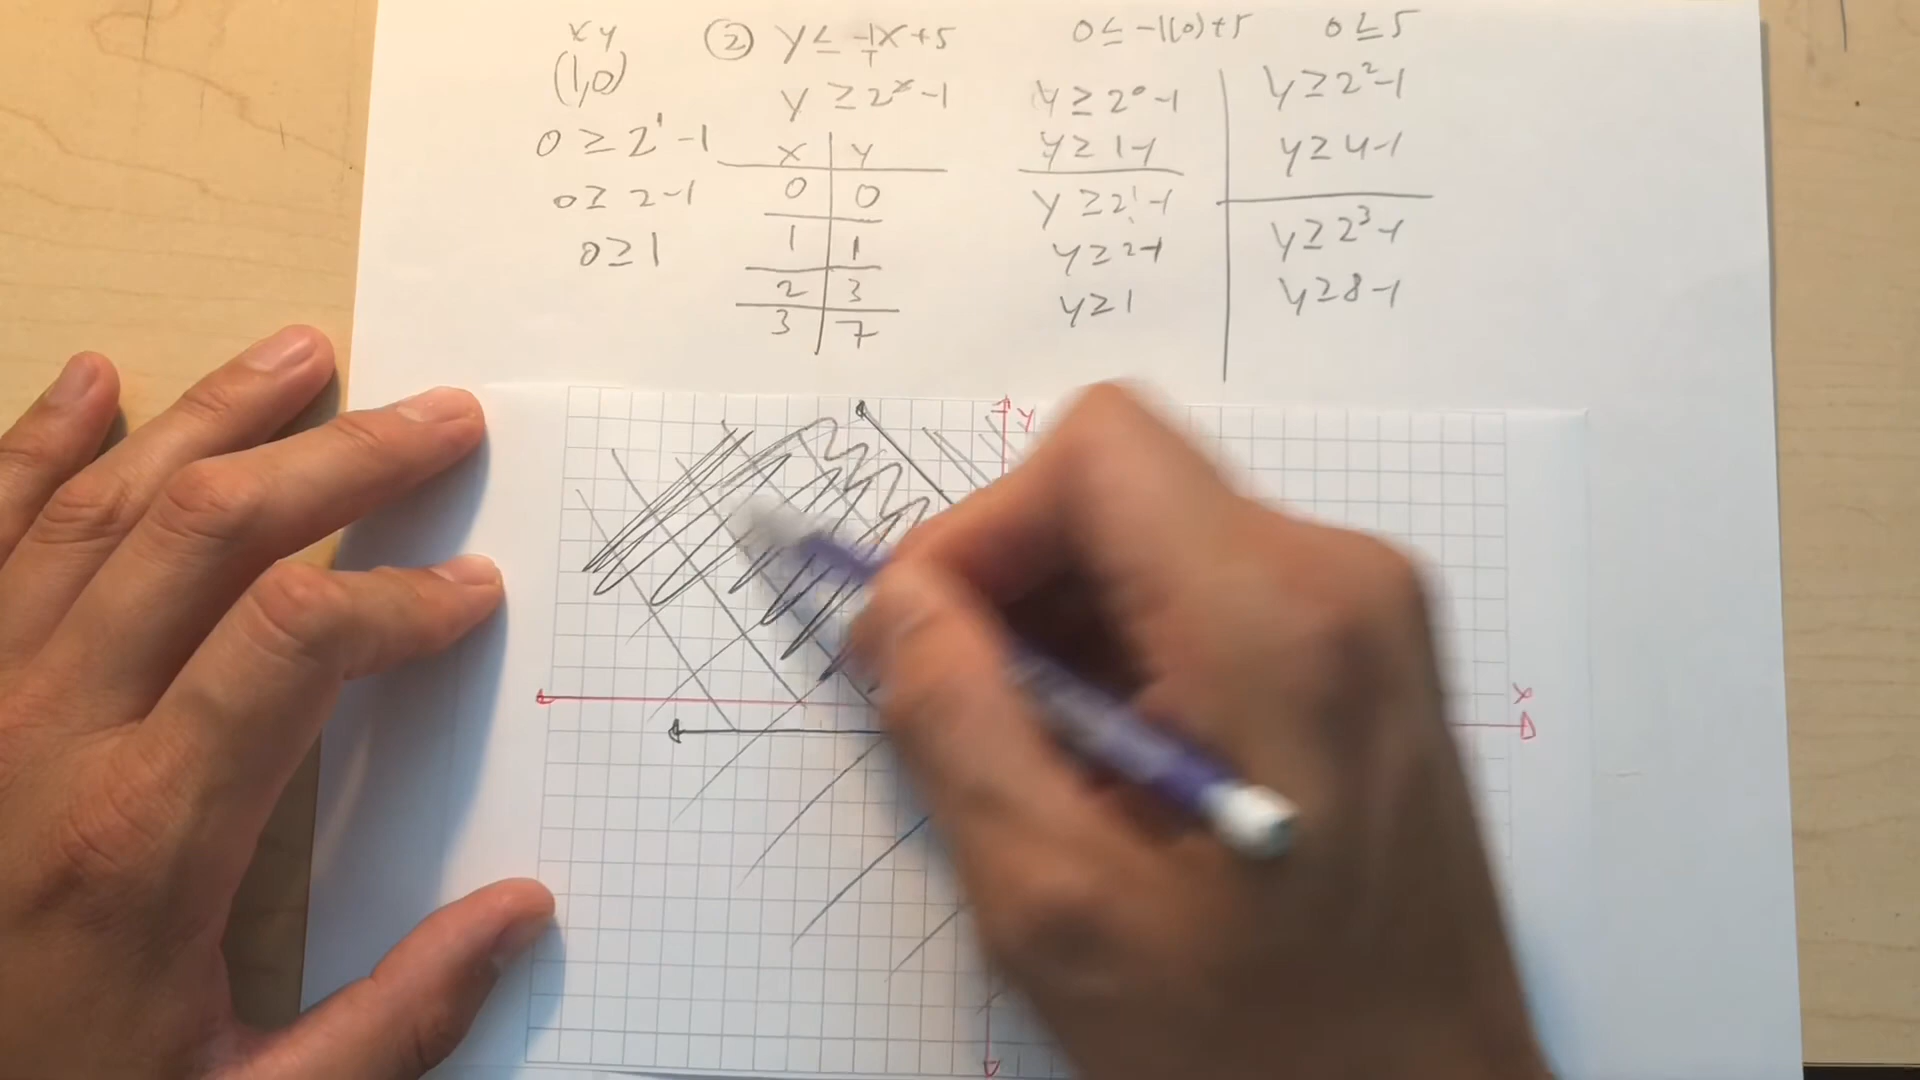 x y
(1,0)
0 ≥ 2¹ -1
0 ≥ 2-1
0 ≥ 1
② y ≤ -1/1 x+5
y ≥ 2ˣ -1
x | y
0 | 0
1 | 1
2 | 3
3 | 7
0 ≤ -1(0)+5
0 ≤ 5
y ≥ 2⁰ -1
y ≥ 1-1
y ≥ 2¹ -1
y ≥ 2-1
y ≥ 1
y ≥ 2² -1
y ≥ 4-1
y ≥ 2³ -1
y ≥ 8-1
y
x